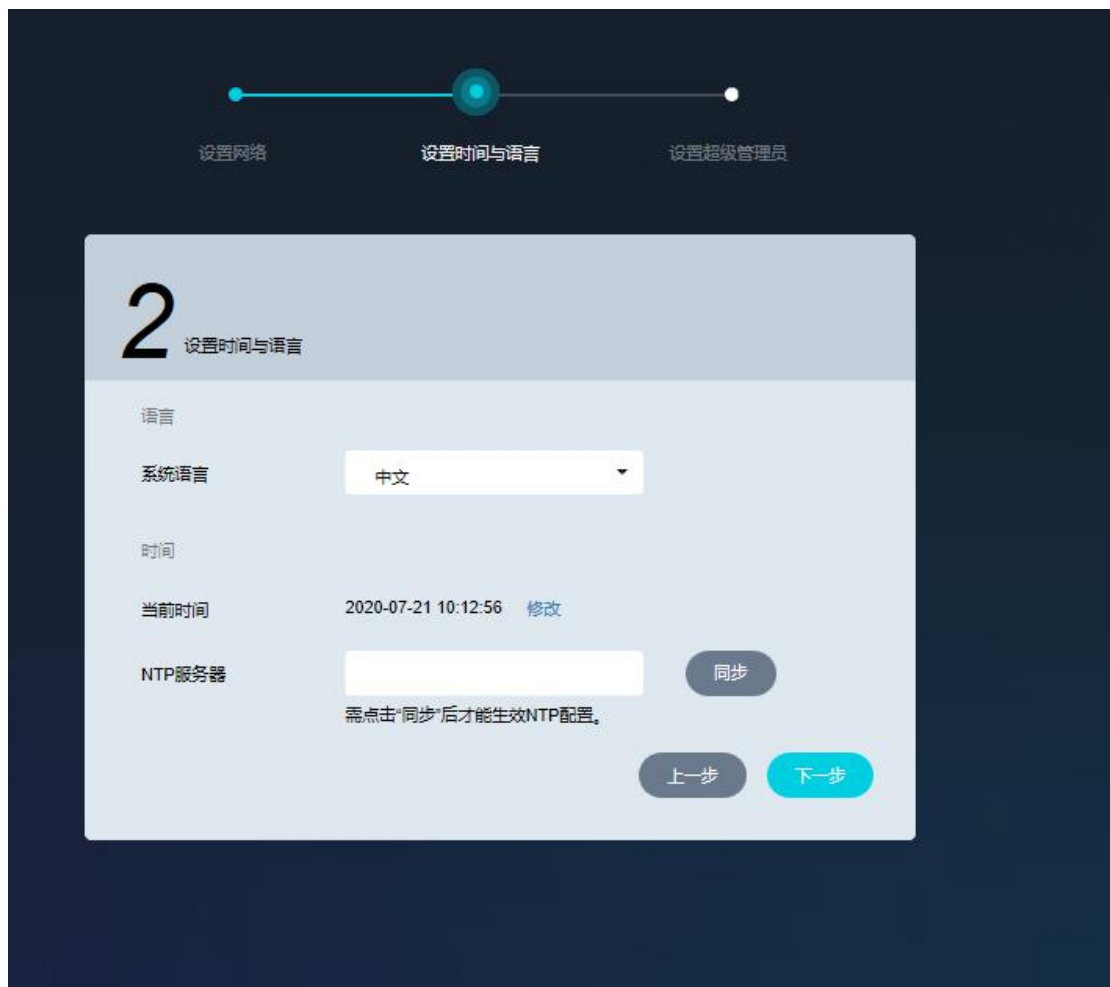 设置网络 设置时间与语言 设置超级管理员
2 设置时间与语言
语言
系统语言 中文
时间
当前时间 2020-07-21 10:12:56 修改
NTP服务器 同步
需点击“同步”后才能生效NTP配置。
上一步 下一步